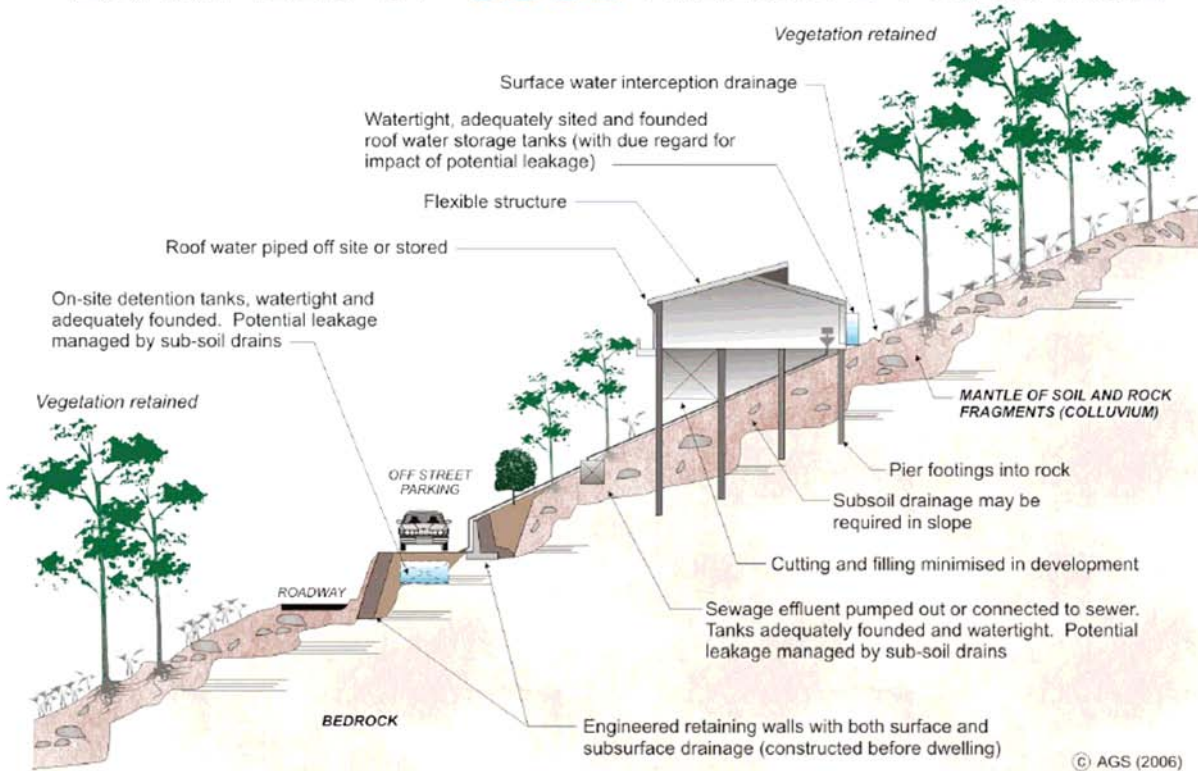 Vegetation retained
Surface water interception drainage
Watertight, adequately sited and founded
roof water storage tanks (with due regard for
impact of potential leakage)
Flexible structure
Roof water piped off site or stored
On-site detention tanks, watertight and
adequately founded. Potential leakage
managed by sub-soil drains
Vegetation retained
OFF STREET
PARKING
ROADWAY
MANTLE OF SOIL AND ROCK
FRAGMENTS (COLLUVIUM)
Pier footings into rock
Subsoil drainage may be
required in slope
Cutting and filling minimised in development
Sewage effluent pumped out or connected to sewer.
Tanks adequately founded and watertight. Potential
leakage managed by sub-soil drains
BEDROCK
Engineered retaining walls with both surface and
subsurface drainage (constructed before dwelling)
© AGS (2006)